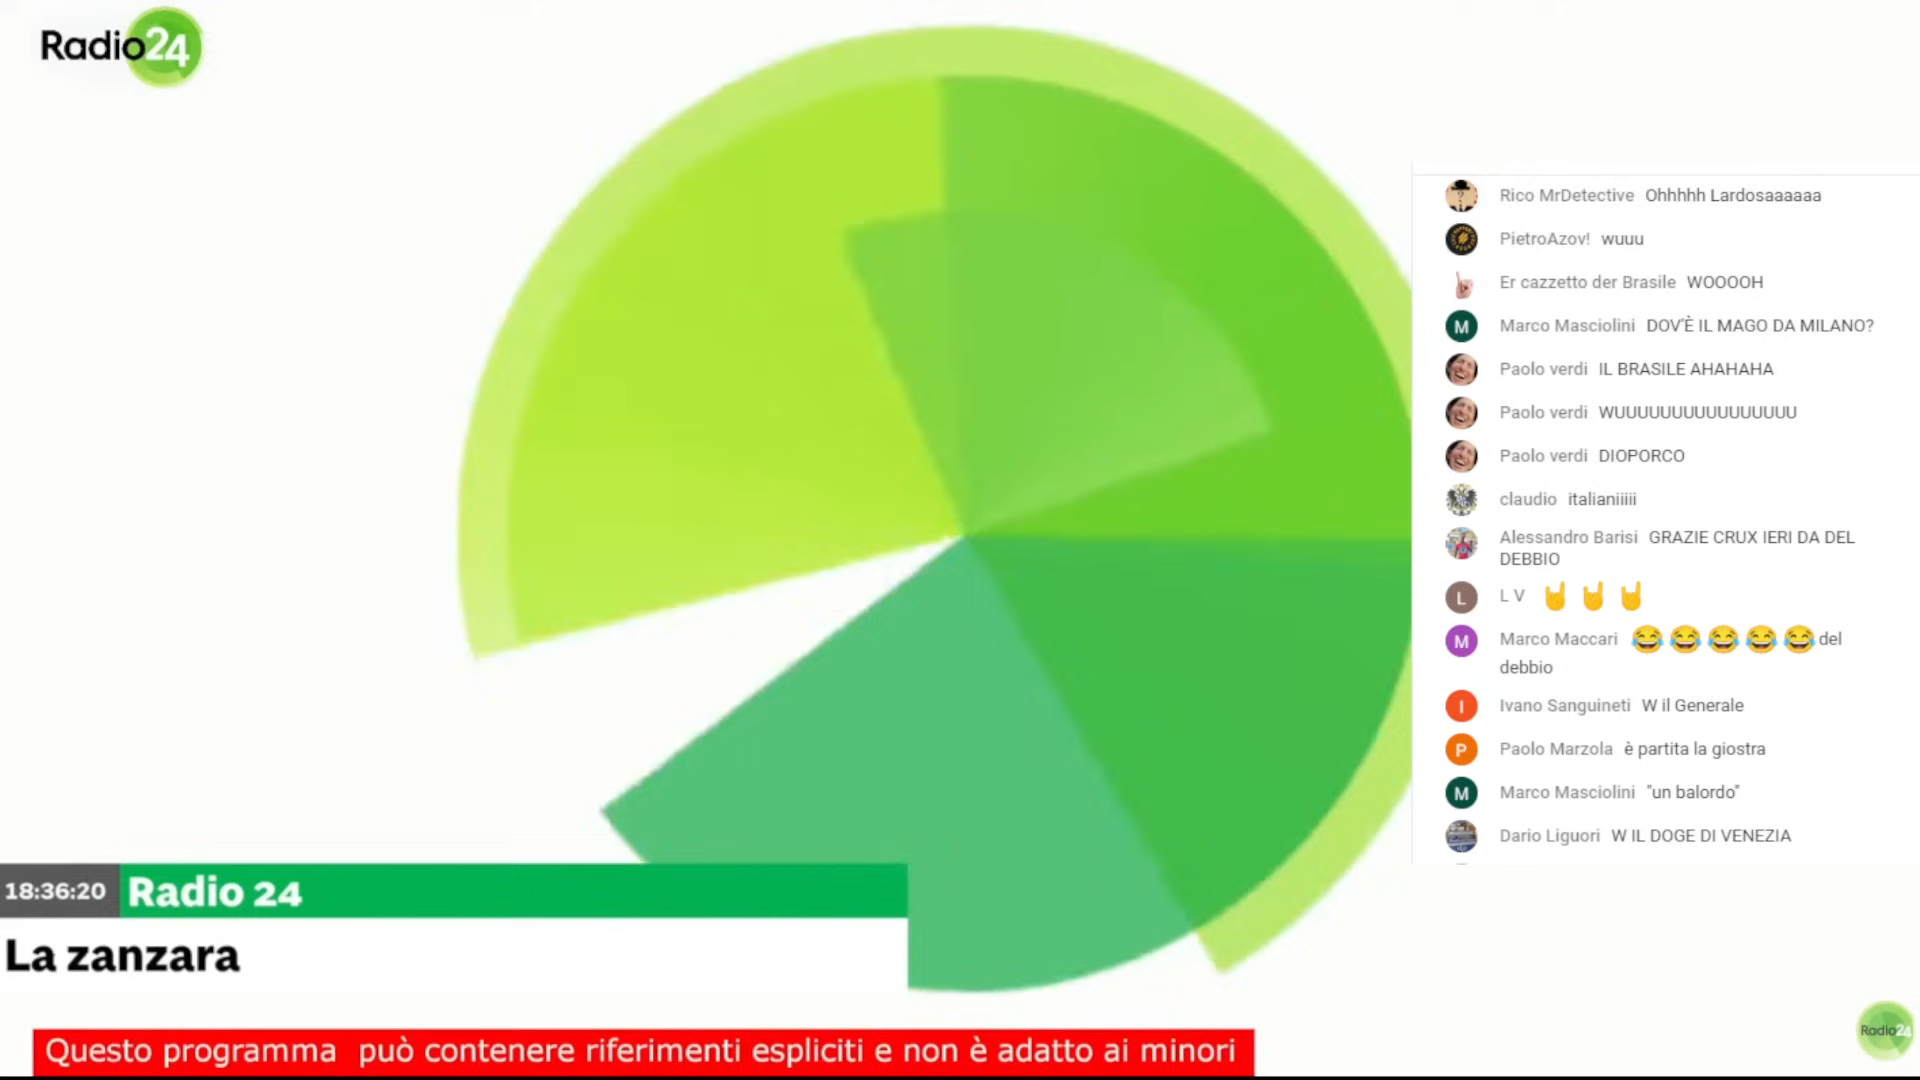 Radio24
Rico MrDetective Ohhhhh Lardosaaaaaa
PietroAzov! wuuu
Er cazzetto der Brasile WOOOOH
M Marco Masciolini DOV'È IL MAGO DA MILANO?
Paolo verdi IL BRASILE AHAHAHA
Paolo verdi WUUUUUUUUUUUUUUUU
Paolo verdi DIOPORCO
claudio italianiiiii
Alessandro Barisi GRAZIE CRUX IERI DA DEL
DEBBIO
L L V 🤘 🤘 🤘
M Marco Maccari 😂 😂 😂 😂 😂 del
debbio
I Ivano Sanguineti W il Generale
P Paolo Marzola è partita la giostra
M Marco Masciolini "un balordo"
Dario Liguori W IL DOGE DI VENEZIA
18:36:20 Radio 24
La zanzara
Radio24
Questo programma può contenere riferimenti espliciti e non è adatto ai minori